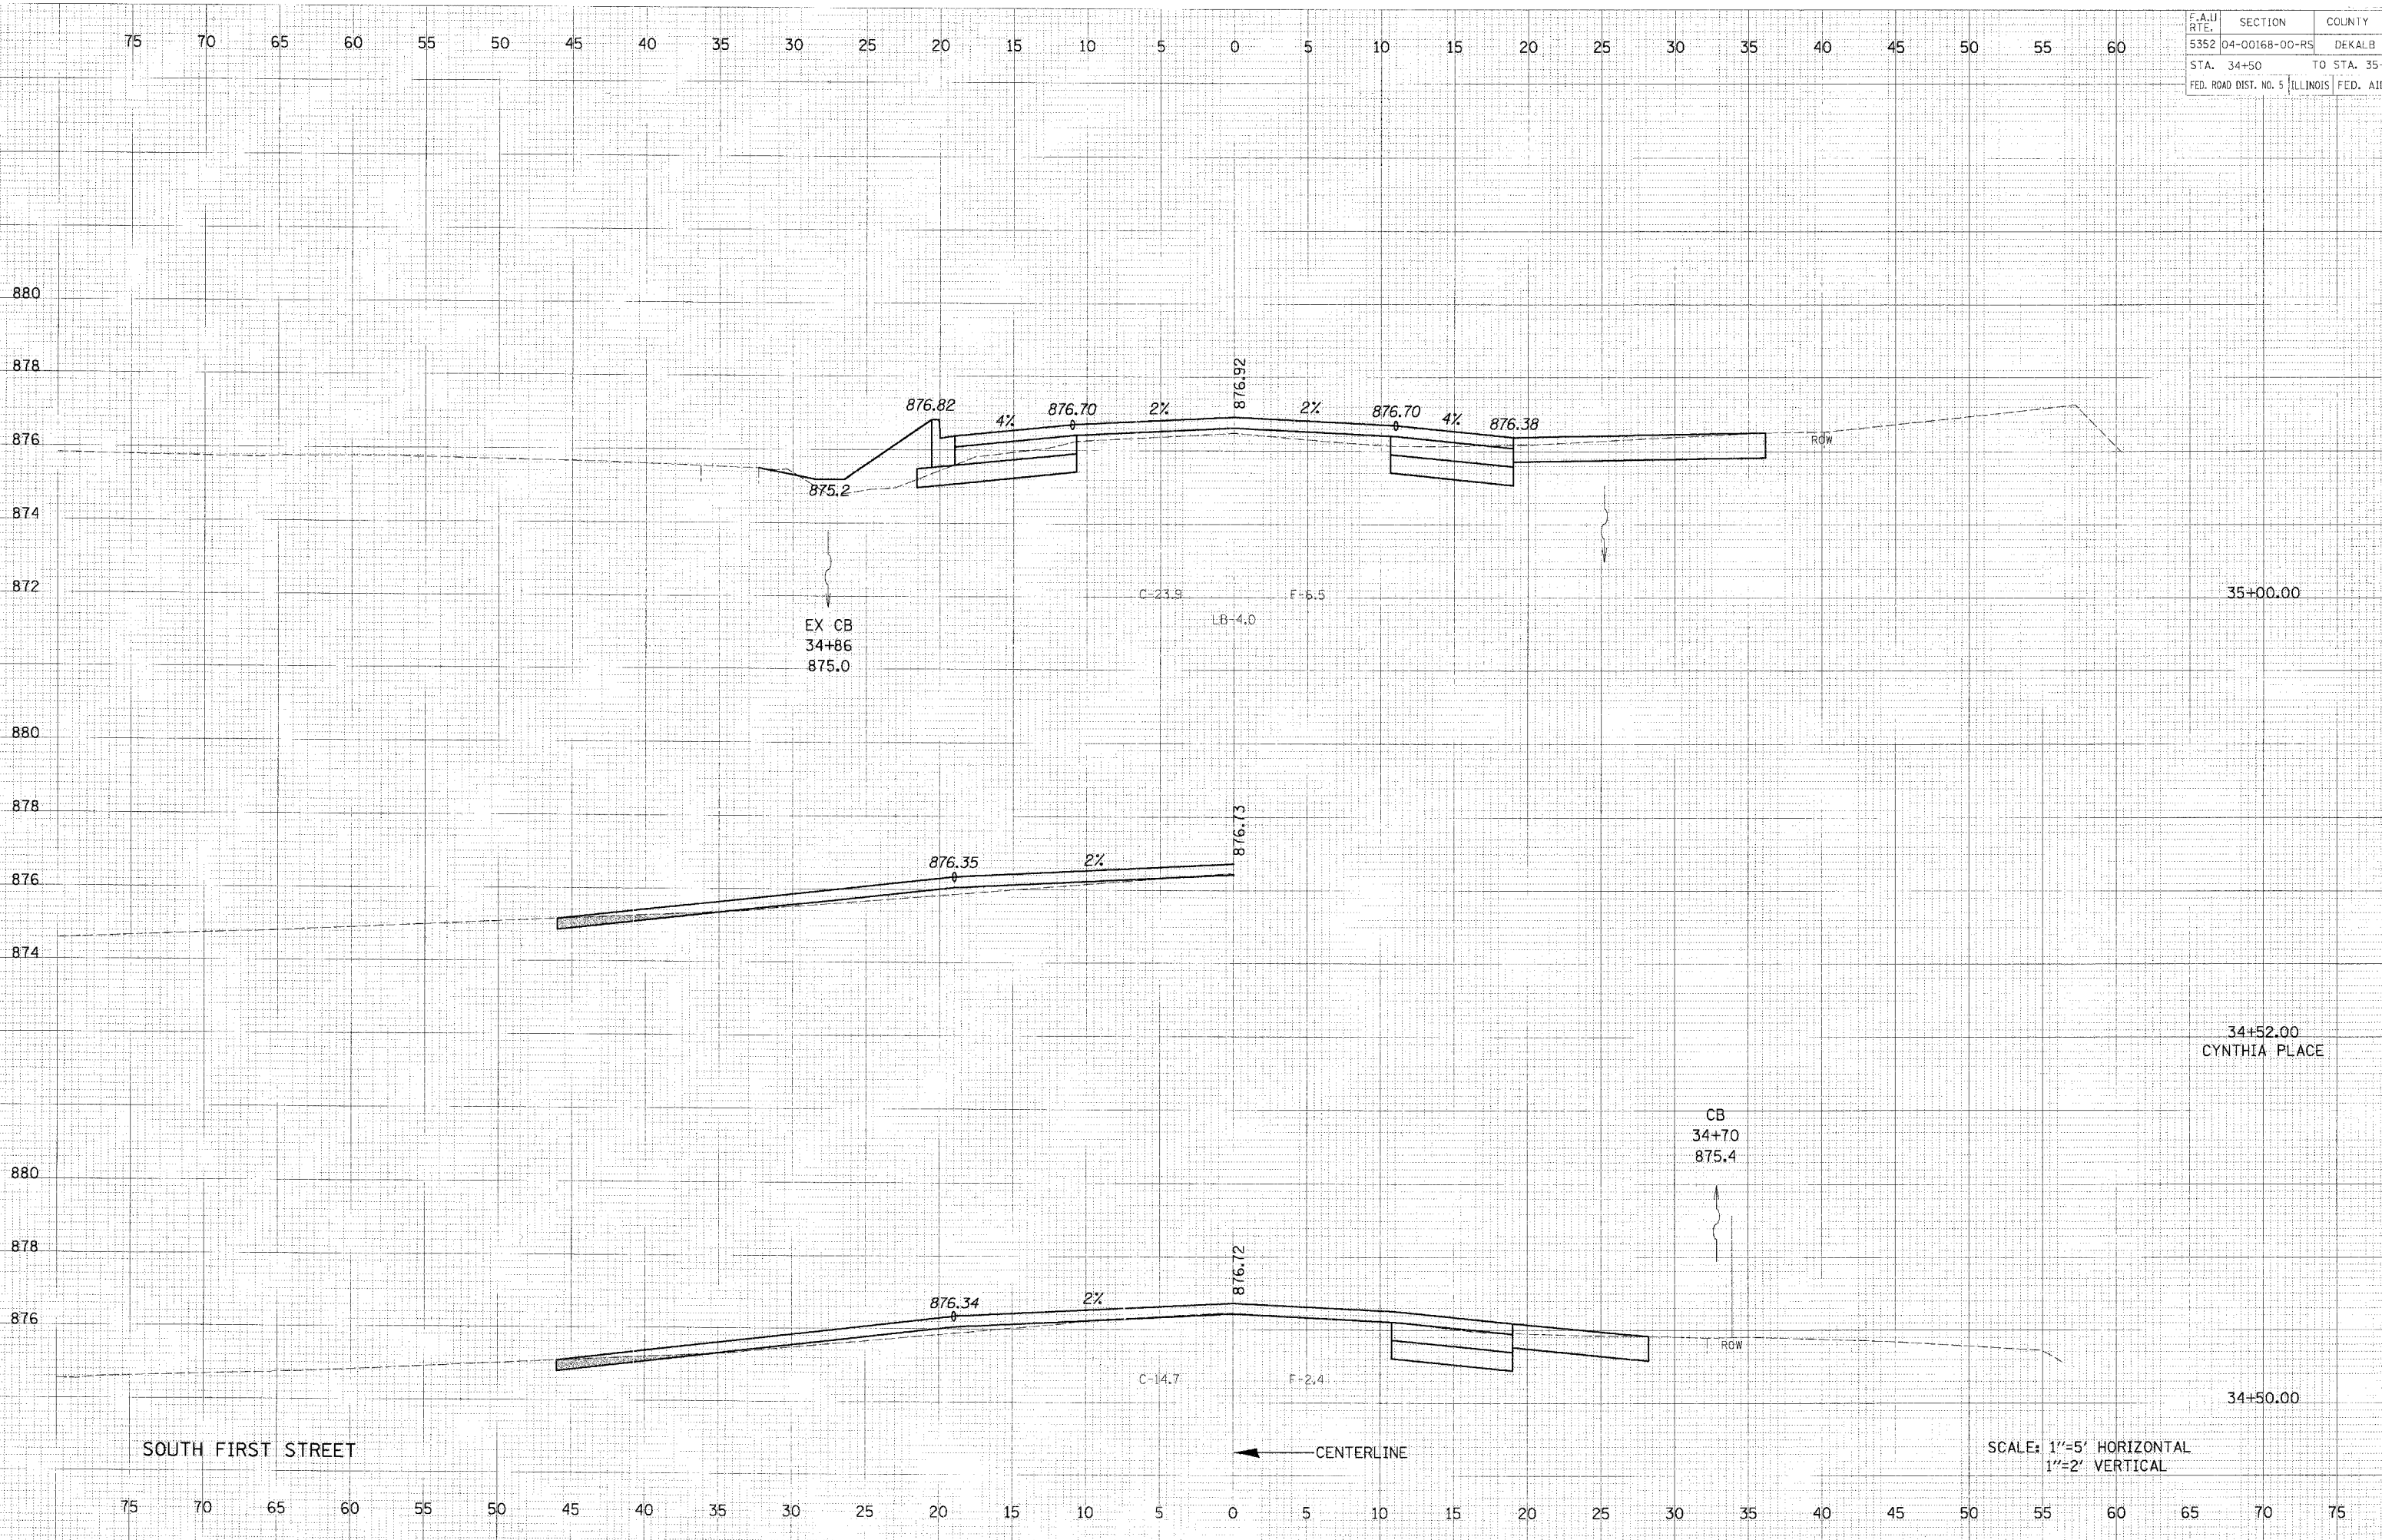 F.A.U RTE. SECTION COUNTY
5352 04-00168-00-RS DEKALB
STA. 34+50 TO STA. 35
FED. ROAD DIST. NO. 5 ILLINOIS FED.
75 70 65 60 55 50 45 40 35 30 25 20 15 10 5 0 5 10 15 20 25 30 35 40 45 50 55 60
880
878
876.92
876.82 4% 876.70 2% 2% 876.70 4% 876.38
876
ROW
875.2
874
872
C-23.9 F-6.5
35+00.00
LB-4.0
EX CB
34+86
875.0
880
878
876.73
876.35 2%
876
874
34+52.00
CYNTHIA PLACE
CB
34+70
875.4
880
878
876.72
876.34 2%
876
ROW
C-14.7 F-2.4
34+50.00
SOUTH FIRST STREET
CENTERLINE
SCALE: 1"=5' HORIZONTAL
1"=2' VERTICAL
75 70 65 60 55 50 45 40 35 30 25 20 15 10 5 0 5 10 15 20 25 30 35 40 45 50 55 60 65 70 75